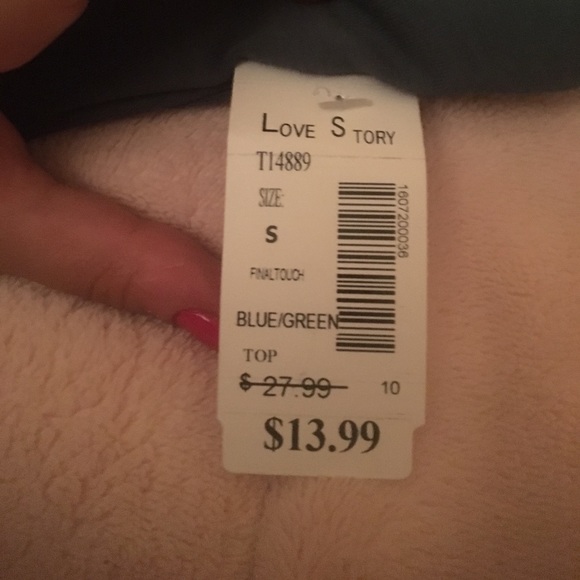 LOVE STORY
T14889
SIZE:
S
1607200036
FINALTOUCH
BLUE/GREEN
TOP
$ 27.99 10
$13.99